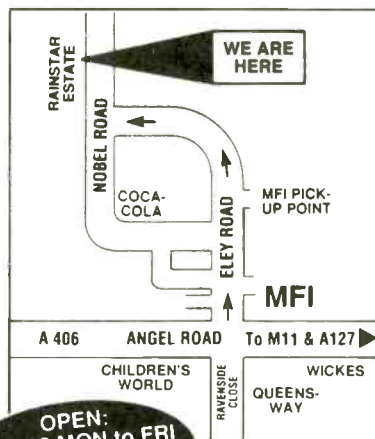 WE ARE
HERE
RAINSTAR
ESTATE
NOBEL ROAD
COCA-
COLA
ELEY ROAD
MFI PICK-
UP POINT
MFI
A 406 ANGEL ROAD To M11 & A127
CHILDREN'S
WORLD
RAVENSIDE
CLOSE
WICKES
QUEENS-
WAY
OPEN:
MON to FRI